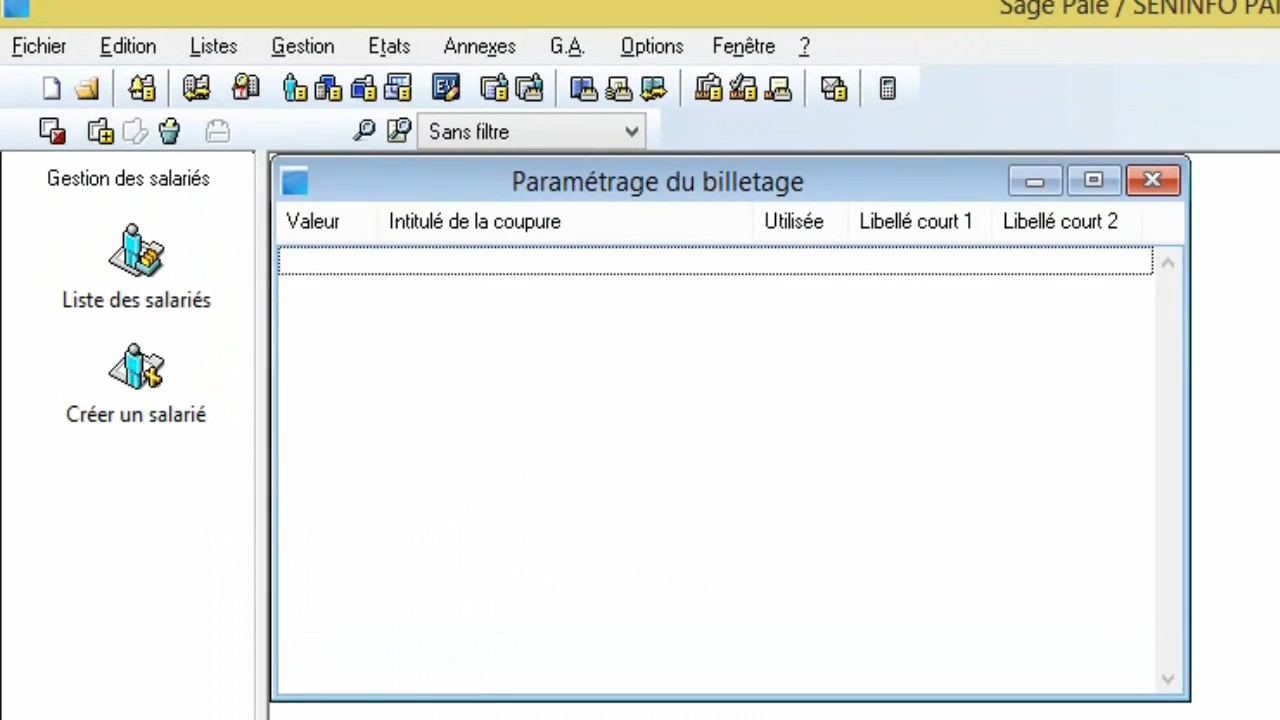 Sage Paie / SENINFO PAI
Fichier Edition Listes Gestion Etats Annexes G.A. Options Fenêtre ?
Sans filtre
Gestion des salariés
Paramétrage du billetage
Valeur Intitulé de la coupure Utilisée Libellé court 1 Libellé court 2
Liste des salariés
Créer un salarié